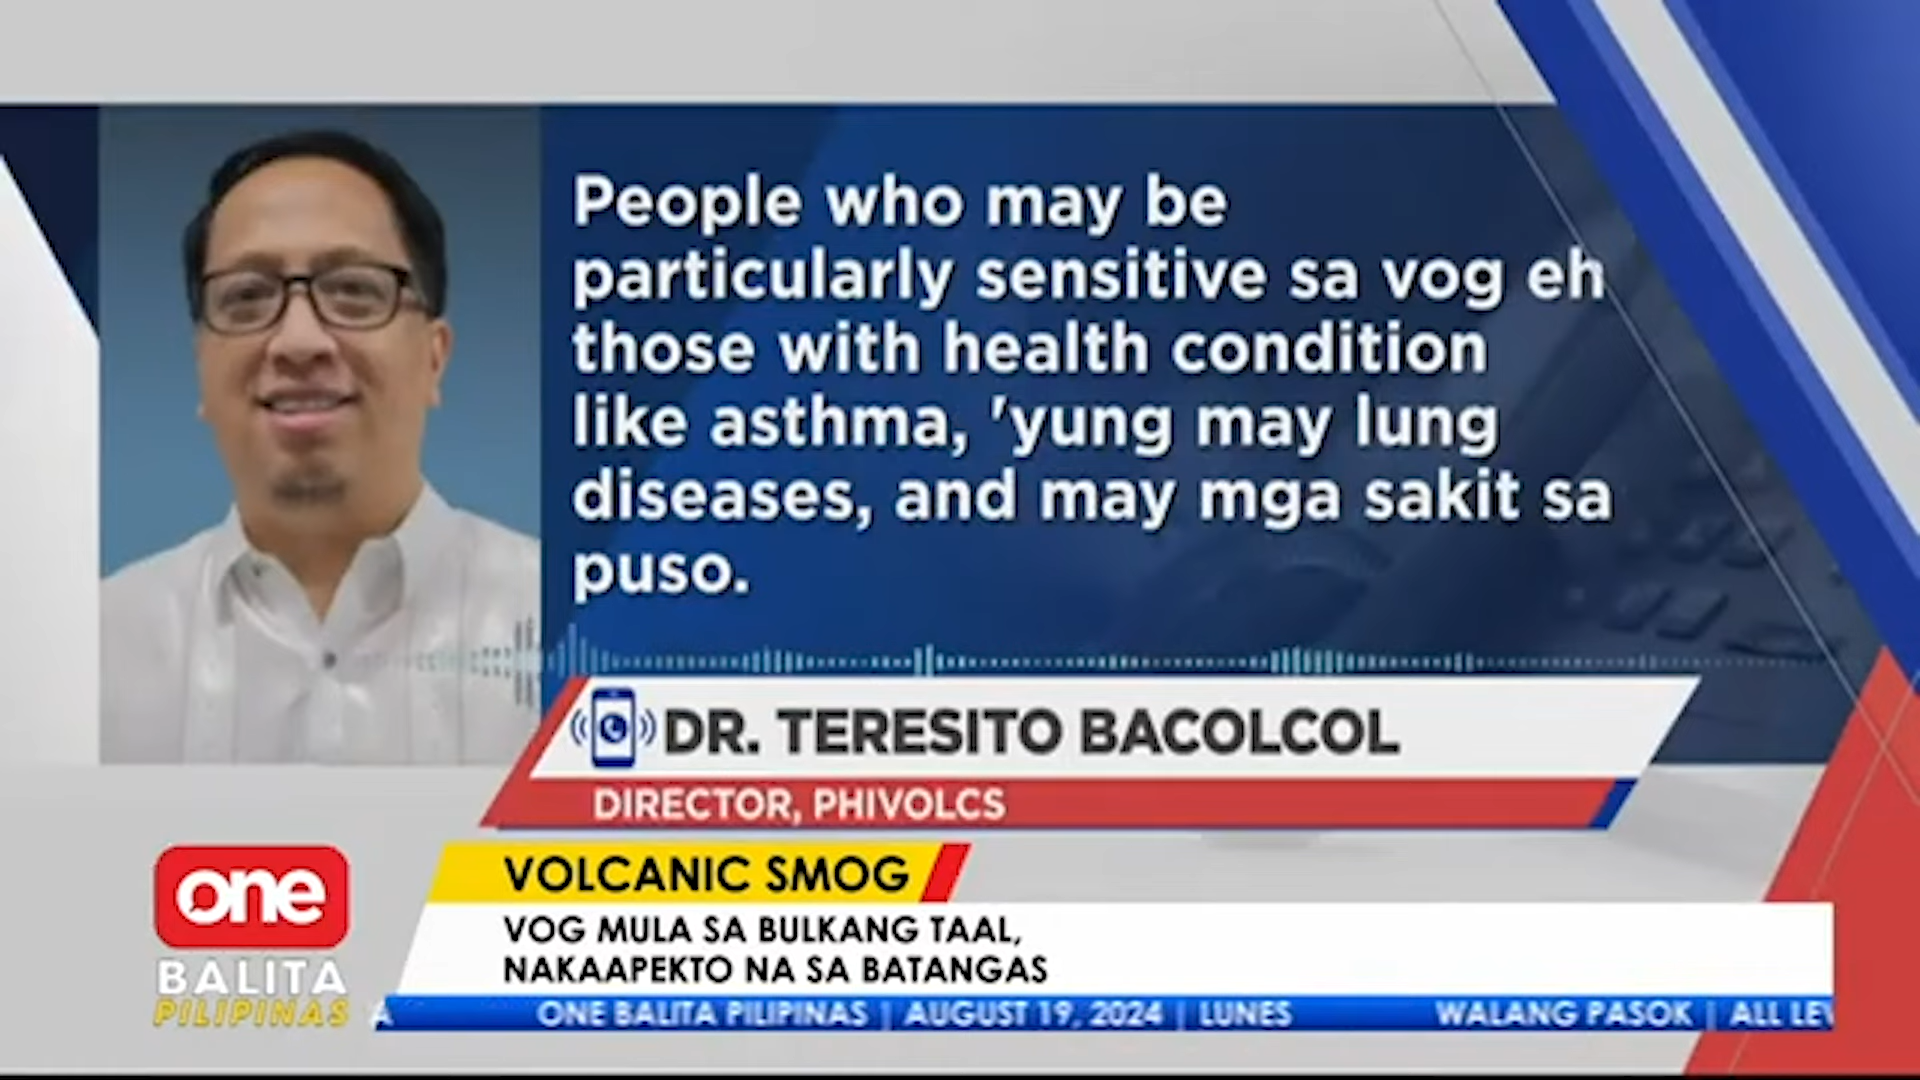 People who may be
particularly sensitive sa vog eh
those with health condition
like asthma, 'yung may lung
diseases, and may mga sakit sa
puso.
DR. TERESITO BACOLCOL
DIRECTOR, PHIVOLCS
VOLCANIC SMOG
VOG MULA SA BULKANG TAAL,
NAKAAPEKTO NA SA BATANGAS
one
BALITA
PILIPINAS
A ONE BALITA PILIPINAS | AUGUST 19, 2024 | LUNES WALANG PASOK | ALL LEV